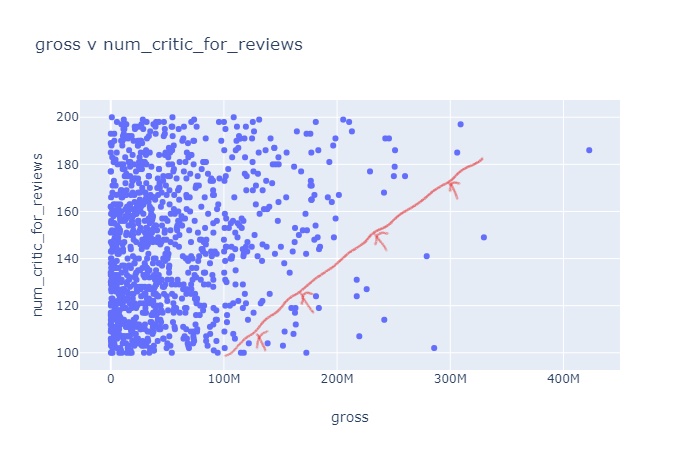 gross v num_critic_for_reviews
num_critic_for_reviews
200
180
160
140
120
100
0
100M
200M
300M
400M
gross